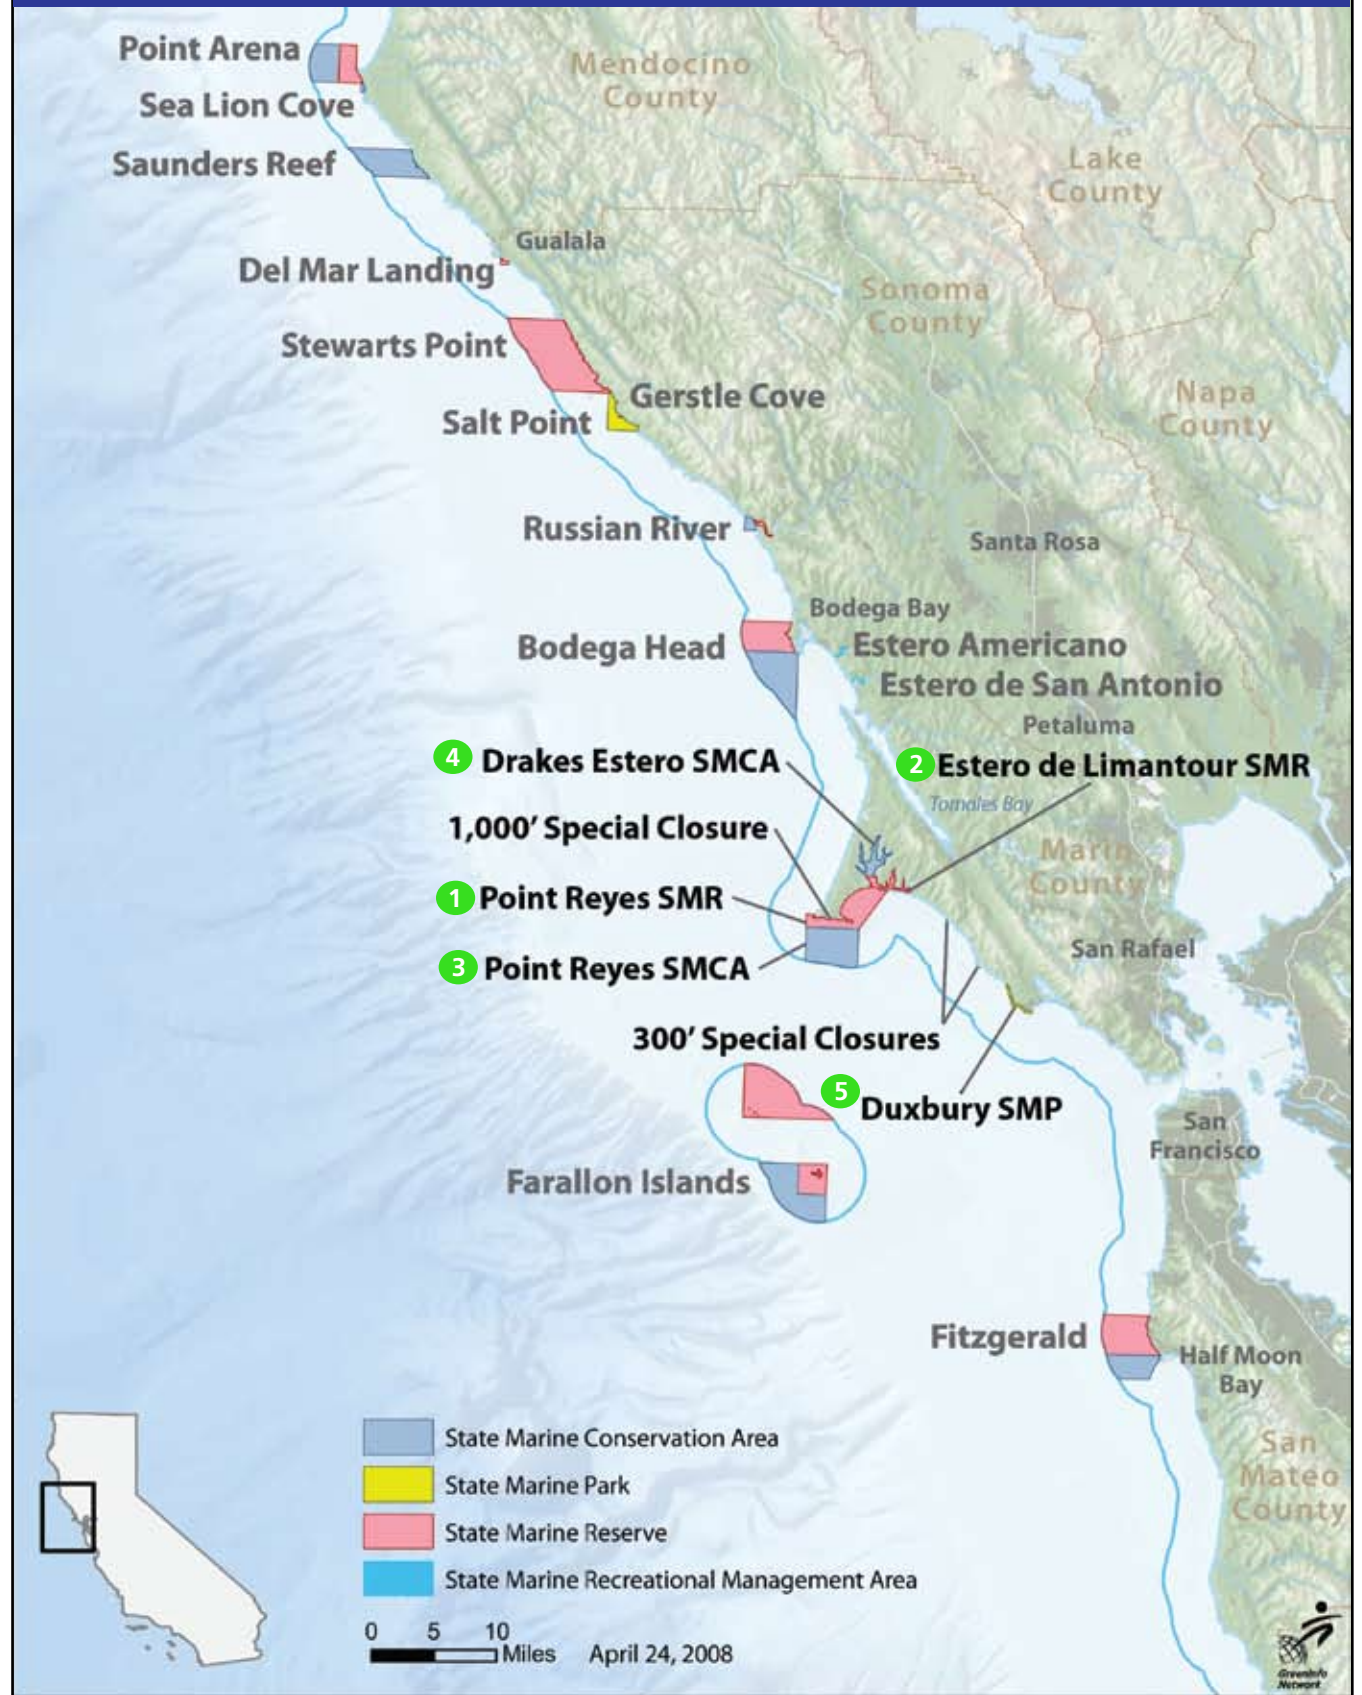 Point Arena
Mendocino
County
Sea Lion Cove
Saunders Reef
Lake
County
Gualala
Del Mar Landing
Sonoma
County
Stewarts Point
Gerstle Cove
Napa
County
Salt Point
Russian River
Santa Rosa
Bodega Bay
Bodega Head
Estero Americano
Estero de San Antonio
Petaluma
4 Drakes Estero SMCA
2 Estero de Limantour SMR
Tomales Bay
1,000’ Special Closure
Marin
County
1 Point Reyes SMR
San Rafael
3 Point Reyes SMCA
300’ Special Closures
5 Duxbury SMP
San
Francisco
Farallon Islands
Fitzgerald
Half Moon
Bay
San
Mateo
County
State Marine Conservation Area
State Marine Park
State Marine Reserve
State Marine Recreational Management Area
0 5 10
Miles April 24, 2008
GreenInfo
Network